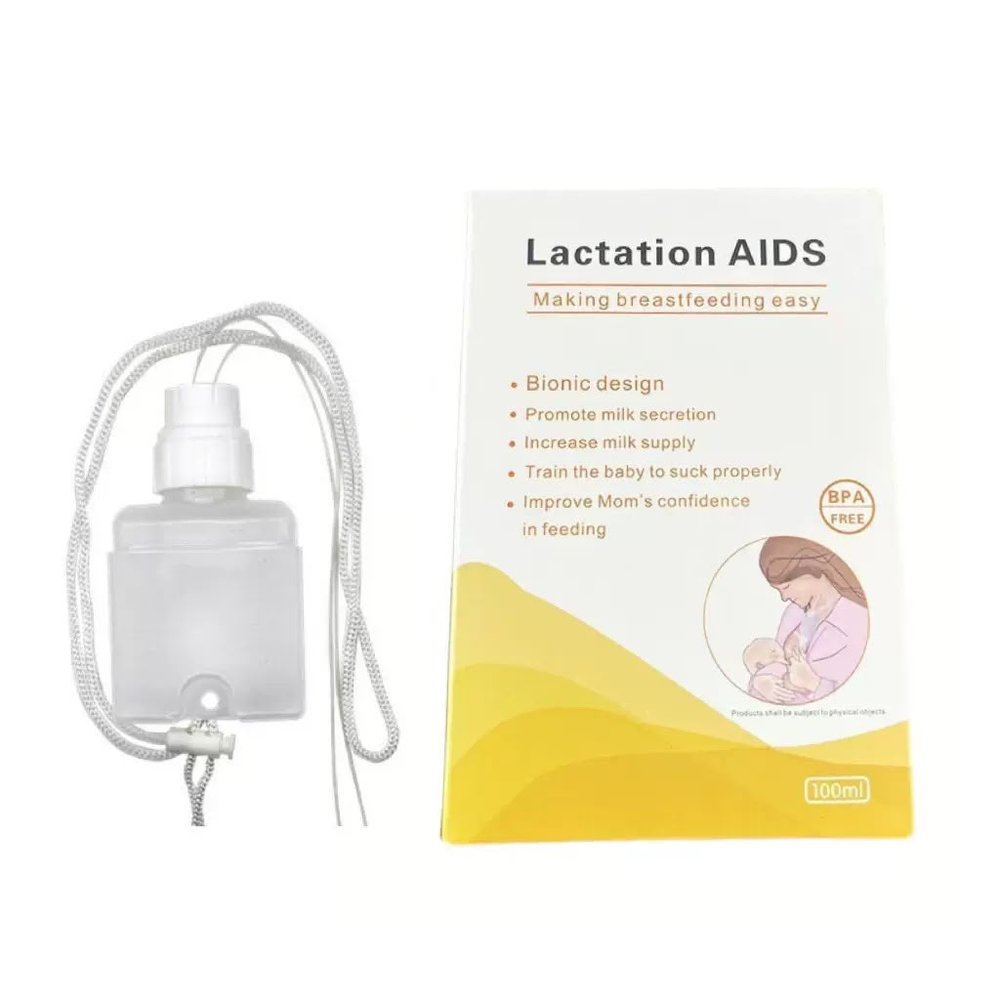 Lactation AIDS
Making breastfeeding easy
• Bionic design
• Promote milk secretion
• Increase milk supply
• Train the baby to suck properly
• Improve Mom's confidence
in feeding
BPA
FREE
Products shall be subject to physical objects
100ml